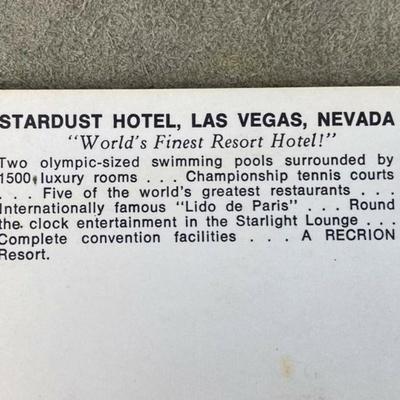 STARDUST HOTEL, LAS VEGAS, NEVADA
"World's Finest Resort Hotel!"
Two olympic-sized swimming pools surrounded by
1500 luxury rooms . . . Championship tennis courts
. . . Five of the world's greatest restaurants . . .
Internationally famous "Lido de Paris" . . . Round
the clock entertainment in the Starlight Lounge . . .
Complete convention facilities . . . A RECRION
Resort.